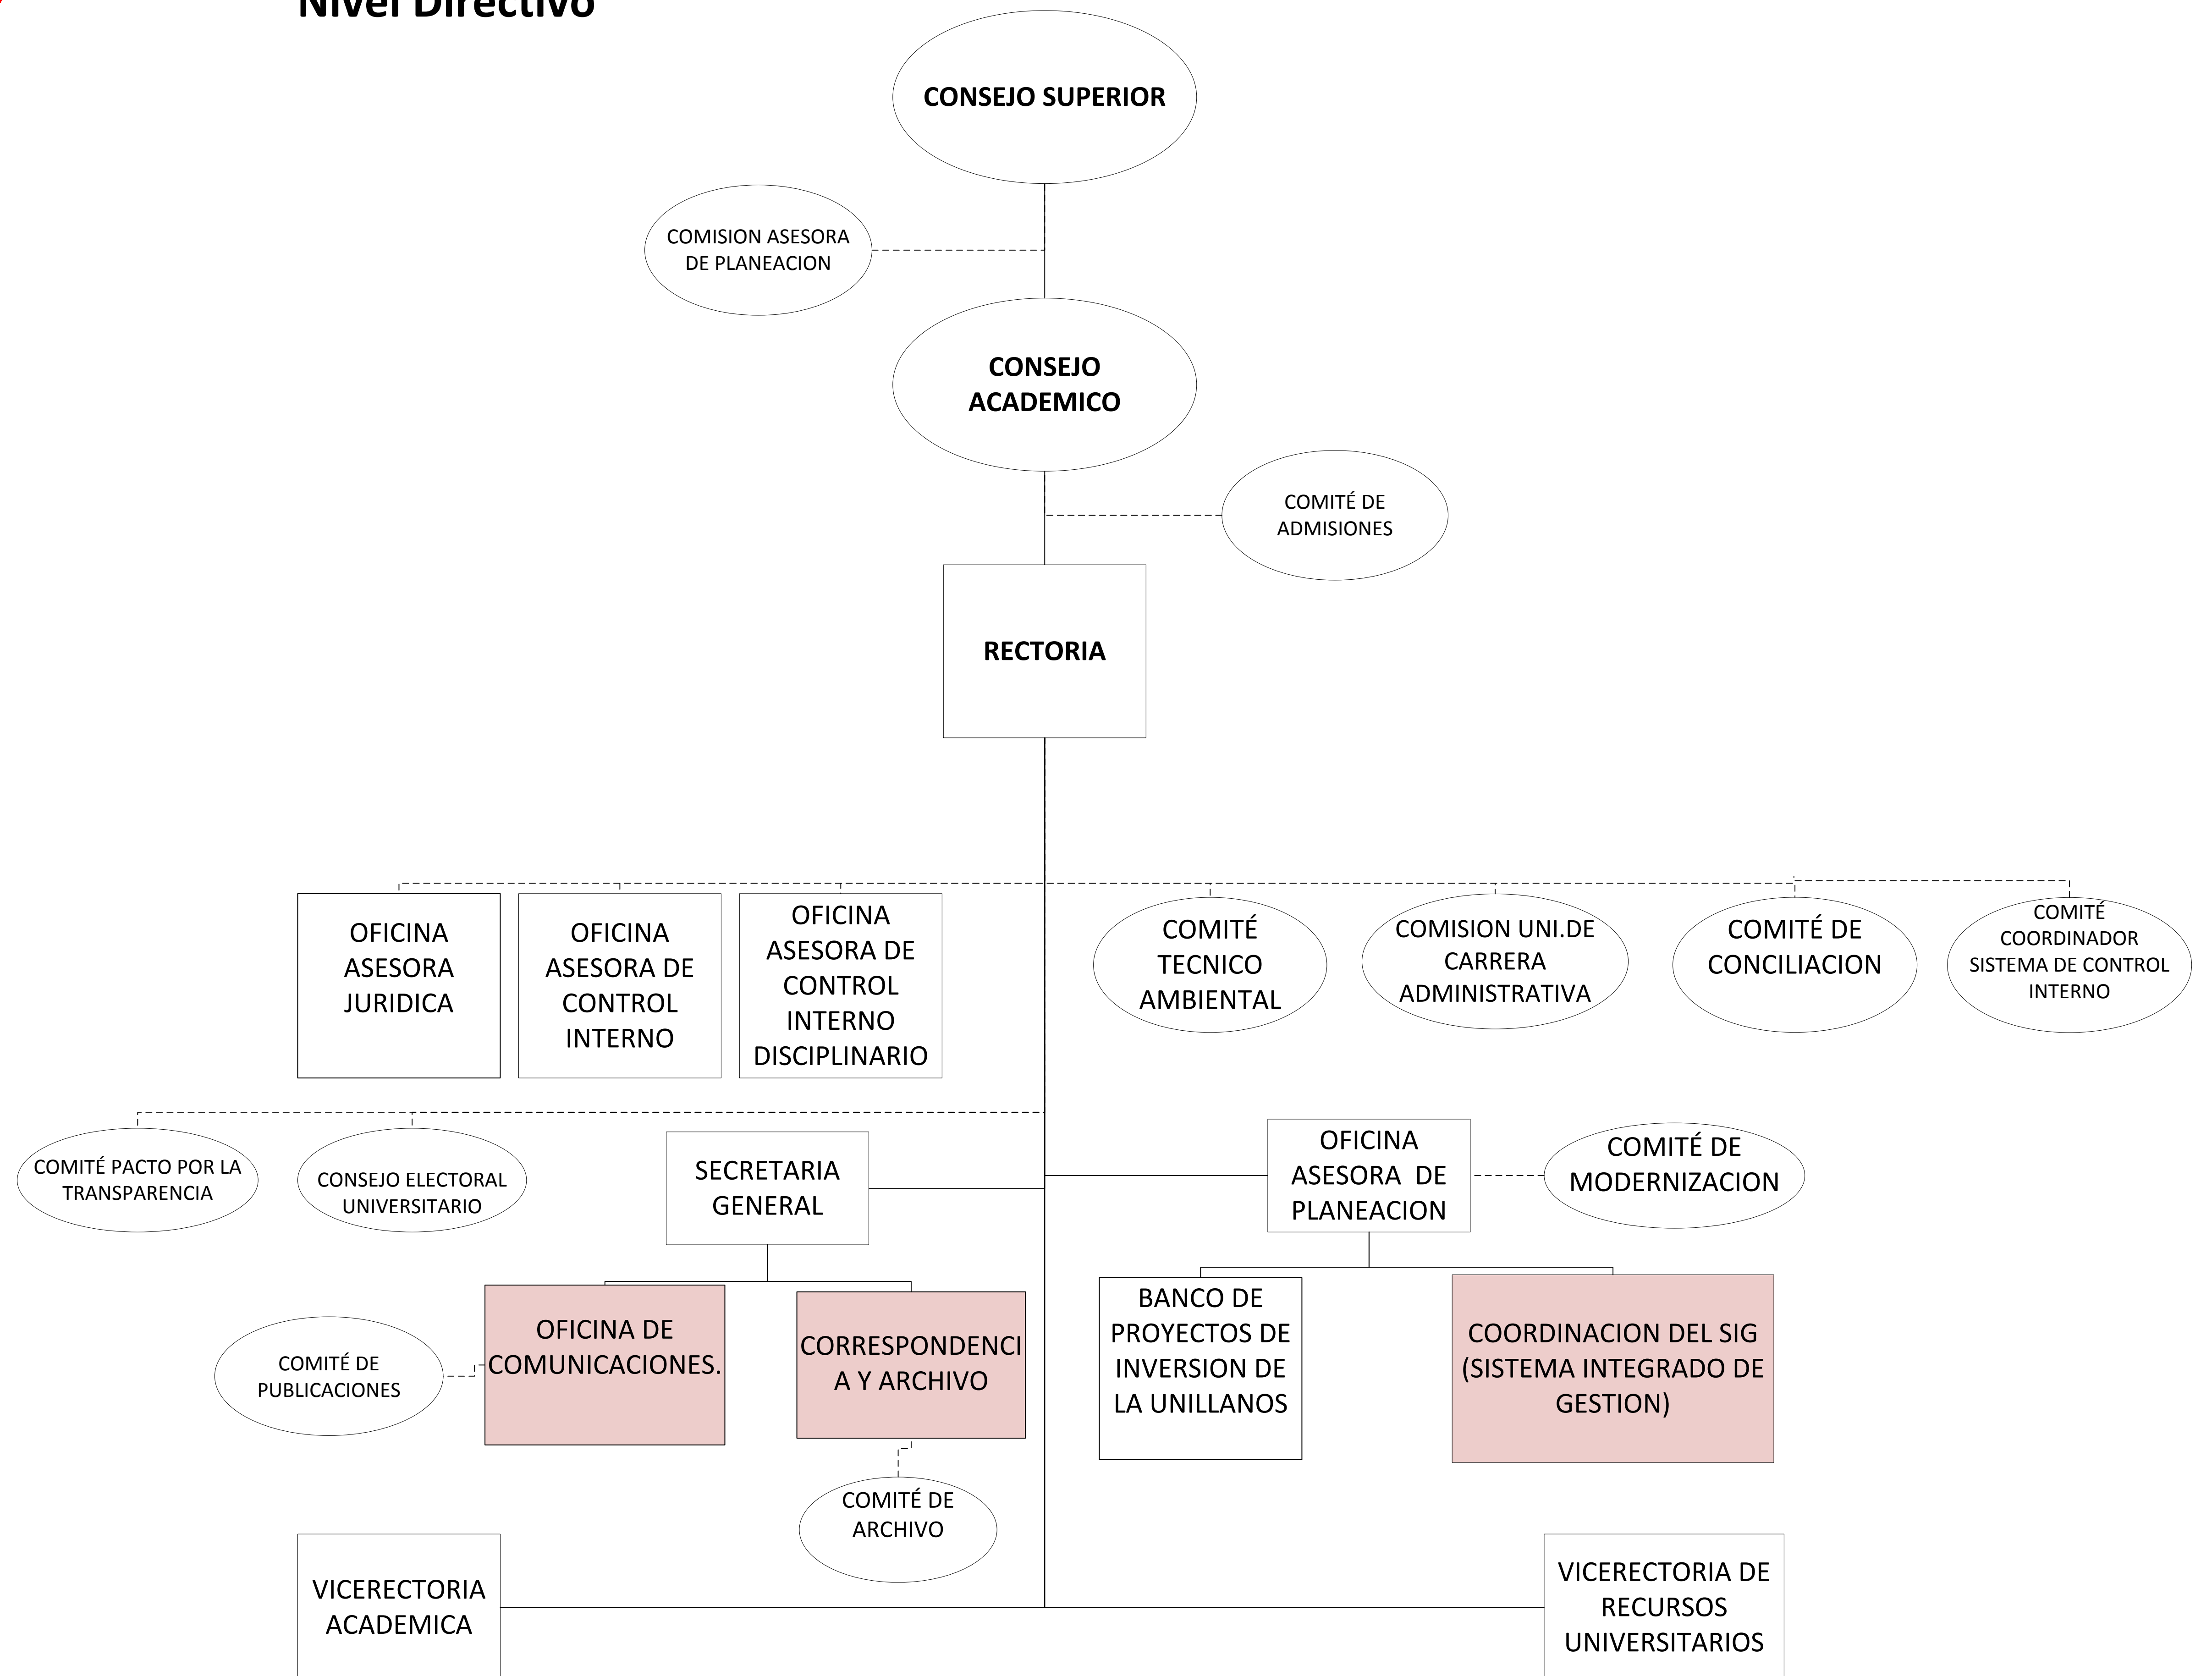 Nivel Directivo
CONSEJO SUPERIOR
COMISION ASESORA
DE PLANEACION
CONSEJO
ACADEMICO
COMITÉ DE
ADMISIONES
RECTORIA
OFICINA
ASESORA
JURIDICA
OFICINA
ASESORA DE
CONTROL
INTERNO
OFICINA
ASESORA DE
CONTROL
INTERNO
DISCIPLINARIO
COMITÉ
TECNICO
AMBIENTAL
COMISION UNI.DE
CARRERA
ADMINISTRATIVA
COMITÉ DE
CONCILIACION
COMITÉ
COORDINADOR
SISTEMA DE CONTROL
INTERNO
COMITÉ PACTO POR LA
TRANSPARENCIA
CONSEJO ELECTORAL
UNIVERSITARIO
SECRETARIA
GENERAL
OFICINA
ASESORA  DE
PLANEACION
COMITÉ DE
MODERNIZACION
COMITÉ DE
PUBLICACIONES
OFICINA DE
COMUNICACIONES.
CORRESPONDENCI
A Y ARCHIVO
BANCO DE
PROYECTOS DE
INVERSION DE
LA UNILLANOS
COORDINACION DEL SIG
(SISTEMA INTEGRADO DE
GESTION)
COMITÉ DE
ARCHIVO
VICERECTORIA
ACADEMICA
VICERECTORIA DE
RECURSOS
UNIVERSITARIOS